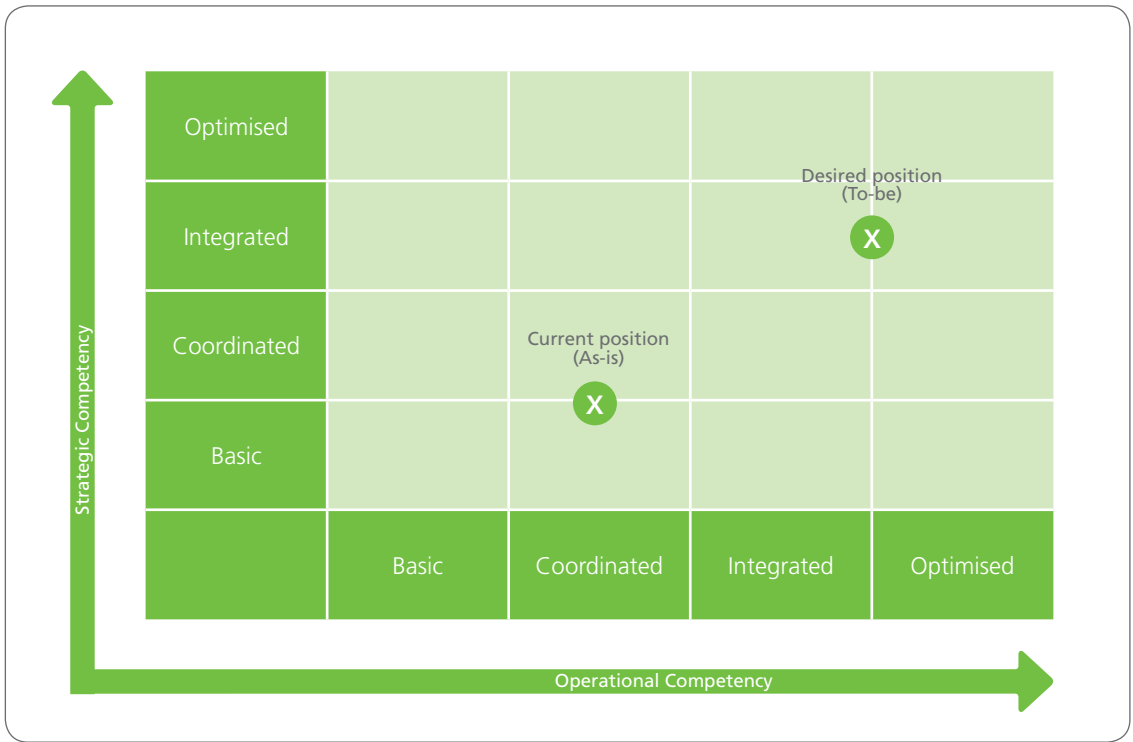 Optimised
Desired position
(To-be)
Integrated
X
Current position
(As-is)
Coordinated
X
Basic
Strategic Competency
Basic
Coordinated
Integrated
Optimised
Operational Competency